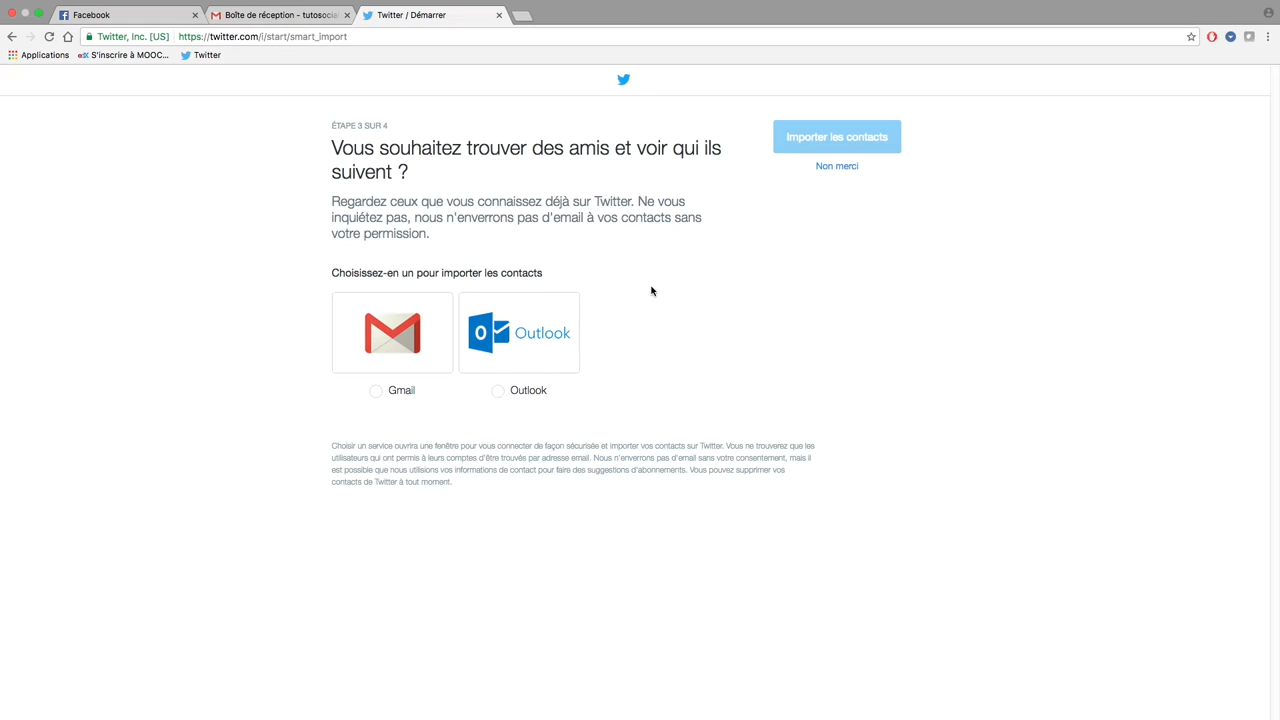 Facebook
Boîte de réception - tutosocia
Twitter / Démarrer
Twitter, Inc. [US]
https://twitter.com/i/start/smart_import
Applications
S'inscrire à MOOC...
Twitter
ÉTAPE 3 SUR 4
Vous souhaitez trouver des amis et voir qui ils
suivent ?
Importer les contacts
Non merci
Regardez ceux que vous connaissez déjà sur Twitter. Ne vous
inquiétez pas, nous n'enverrons pas d'email à vos contacts sans
votre permission.
Choisissez-en un pour importer les contacts
Outlook
Gmail
Outlook
Choisir un service ouvrira une fenêtre pour vous connecter de façon sécurisée et importer vos contacts sur Twitter. Vous ne trouverez que les
utilisateurs qui ont permis à leurs comptes d'être trouvés par adresse email. Nous n'enverrons pas d'email sans votre consentement, mais il
est possible que nous utilisions vos informations de contact pour faire des suggestions d'abonnements. Vous pouvez supprimer vos
contacts de Twitter à tout moment.